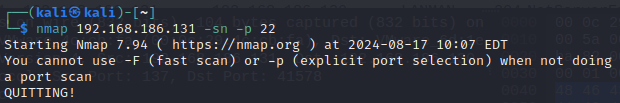 ┌──(kali㉿kali)-[~]
└─$ nmap 192.168.186.131 -sn -p 22
Starting Nmap 7.94 ( https://nmap.org ) at 2024-08-17 10:07 EDT
You cannot use -F (fast scan) or -p (explicit port selection) when not doing
a port scan
QUITTING!